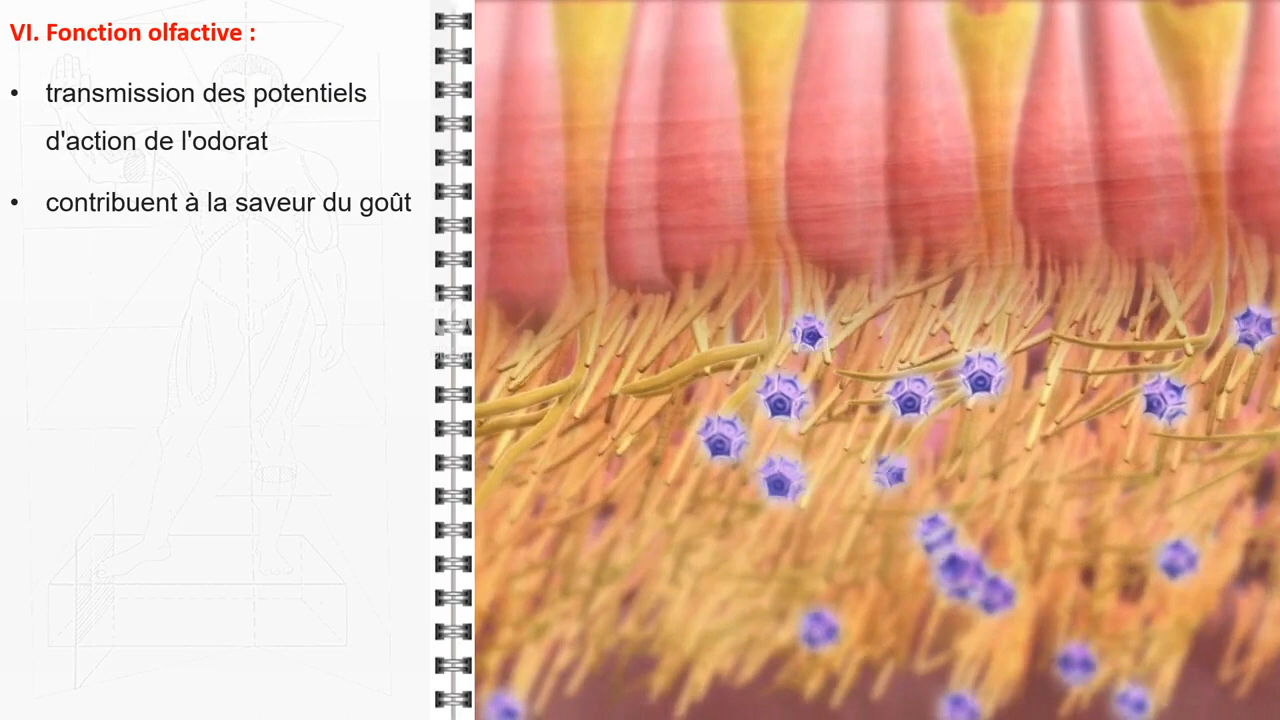 VI. Fonction olfactive :
• transmission des potentiels
d'action de l'odorat
• contribuent à la saveur du goût